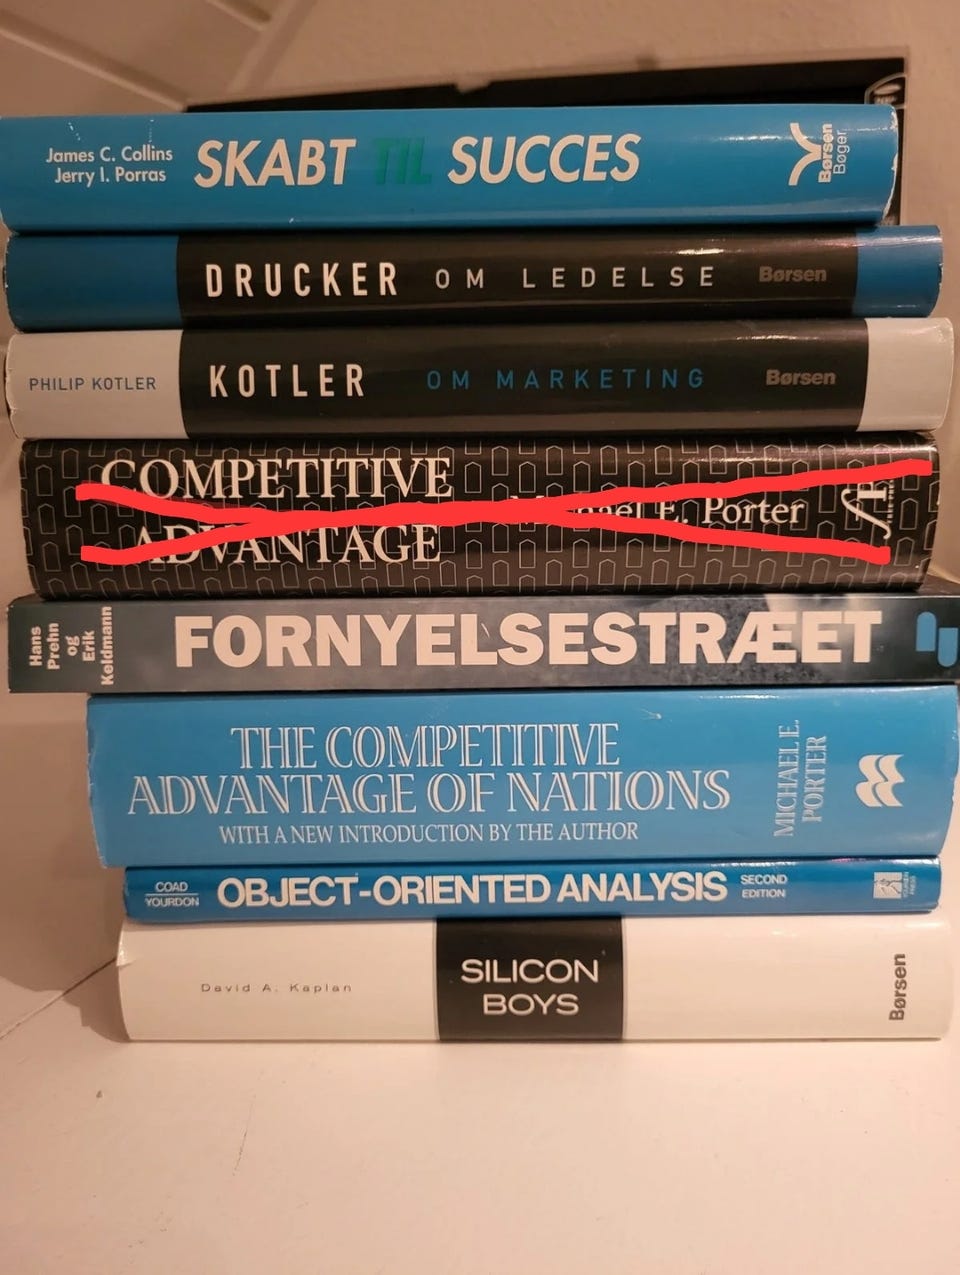 James C. Collins
Jerry I. Porras
SKABT TIL SUCCES
Børsen
Bøger
DRUCKER OM LEDELSE Børsen
PHILIP KOTLER KOTLER OM MARKETING Børsen
COMPETITIVE
ADVANTAGE
E. Porter
Hans
Prehn
og
Erik
Keldmann
FORNYELSESTRÆET
THE COMPETITIVE
ADVANTAGE OF NATIONS
WITH A NEW INTRODUCTION BY THE AUTHOR
MICHAEL E.
PORTER
COAD
YOURDON
OBJECT-ORIENTED ANALYSIS
SECOND
EDITION
David A. Kaplan
SILICON
BOYS
Børsen